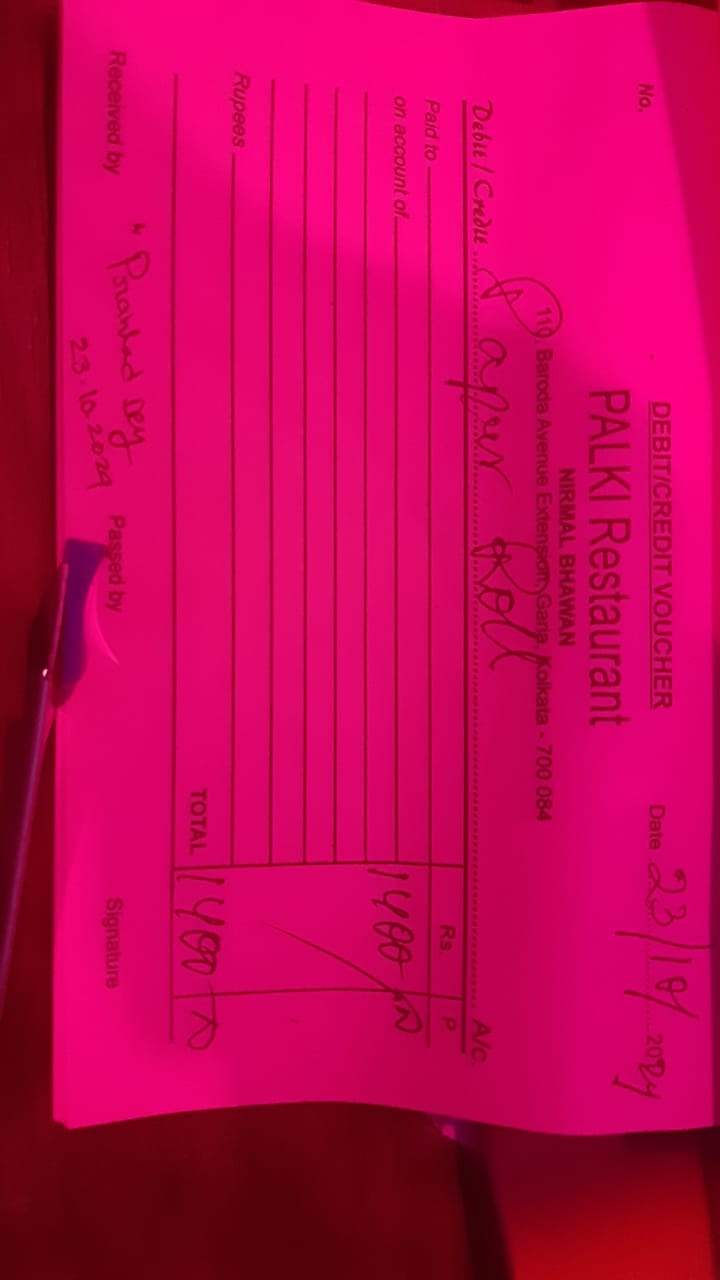 DEBIT/CREDIT VOUCHER
No.
Date 23/10/2024
PALKI Restaurant
NIRMAL BHAWAN
110, Baroda Avenue Extension, Garia, Kolkata - 700 084
Debit / Credit Paper Roll A/c.
Paid to Rs. P.
on account of 1400
Rupees
TOTAL 1400
Received by Dey Passed by Signature
23.10.2024